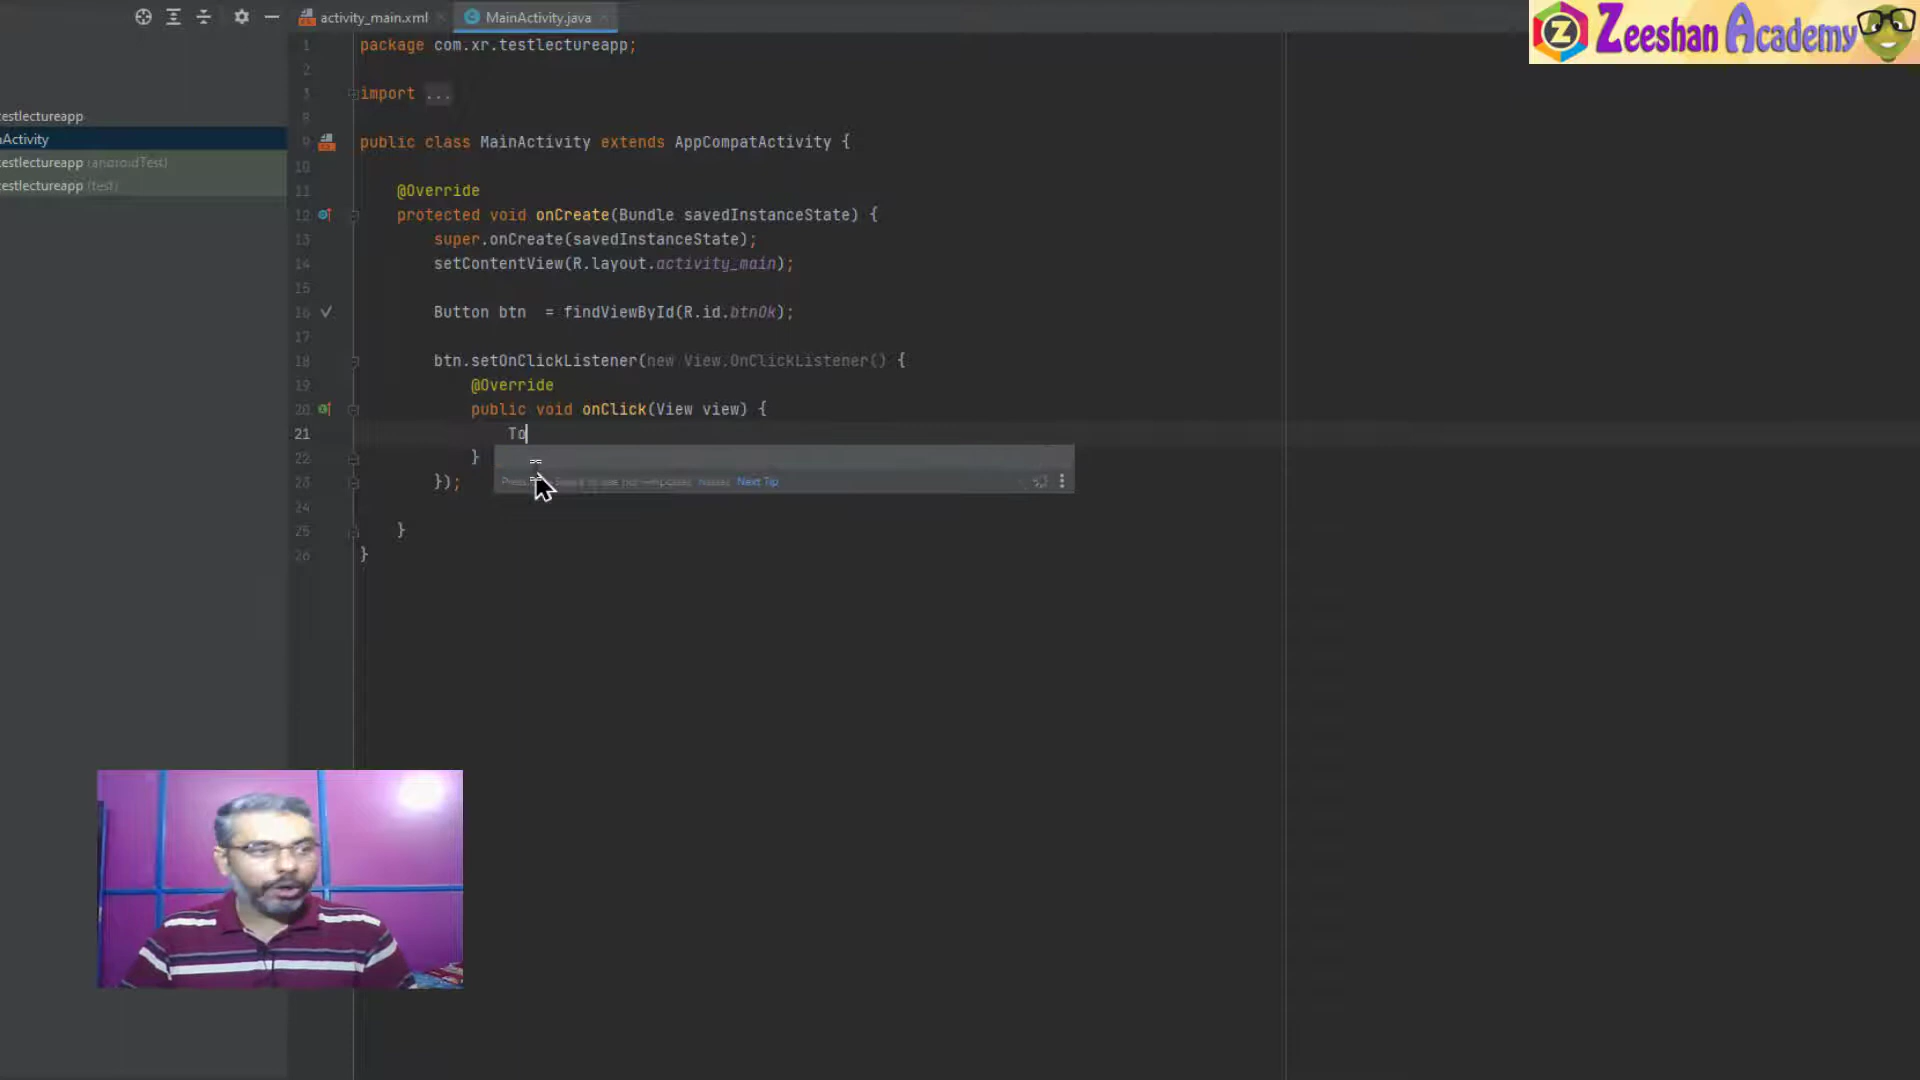 activity_main.xml
MainActivity.java
Zeeshan Academy
estlectureapp
Activity
estlectureapp (androidTest)
estlectureapp (test)
1 package com.xr.testlectureapp;
2
3 import ...
8
9 public class MainActivity extends AppCompatActivity {
10
11 @Override
12 protected void onCreate(Bundle savedInstanceState) {
13 super.onCreate(savedInstanceState);
14 setContentView(R.layout.activity_main);
15
16 Button btn = findViewById(R.id.btnOk);
17
18 btn.setOnClickListener(new View.OnClickListener() {
19 @Override
20 public void onClick(View view) {
21 To
22 }
23 });
24
25 }
26 }
Next Tip